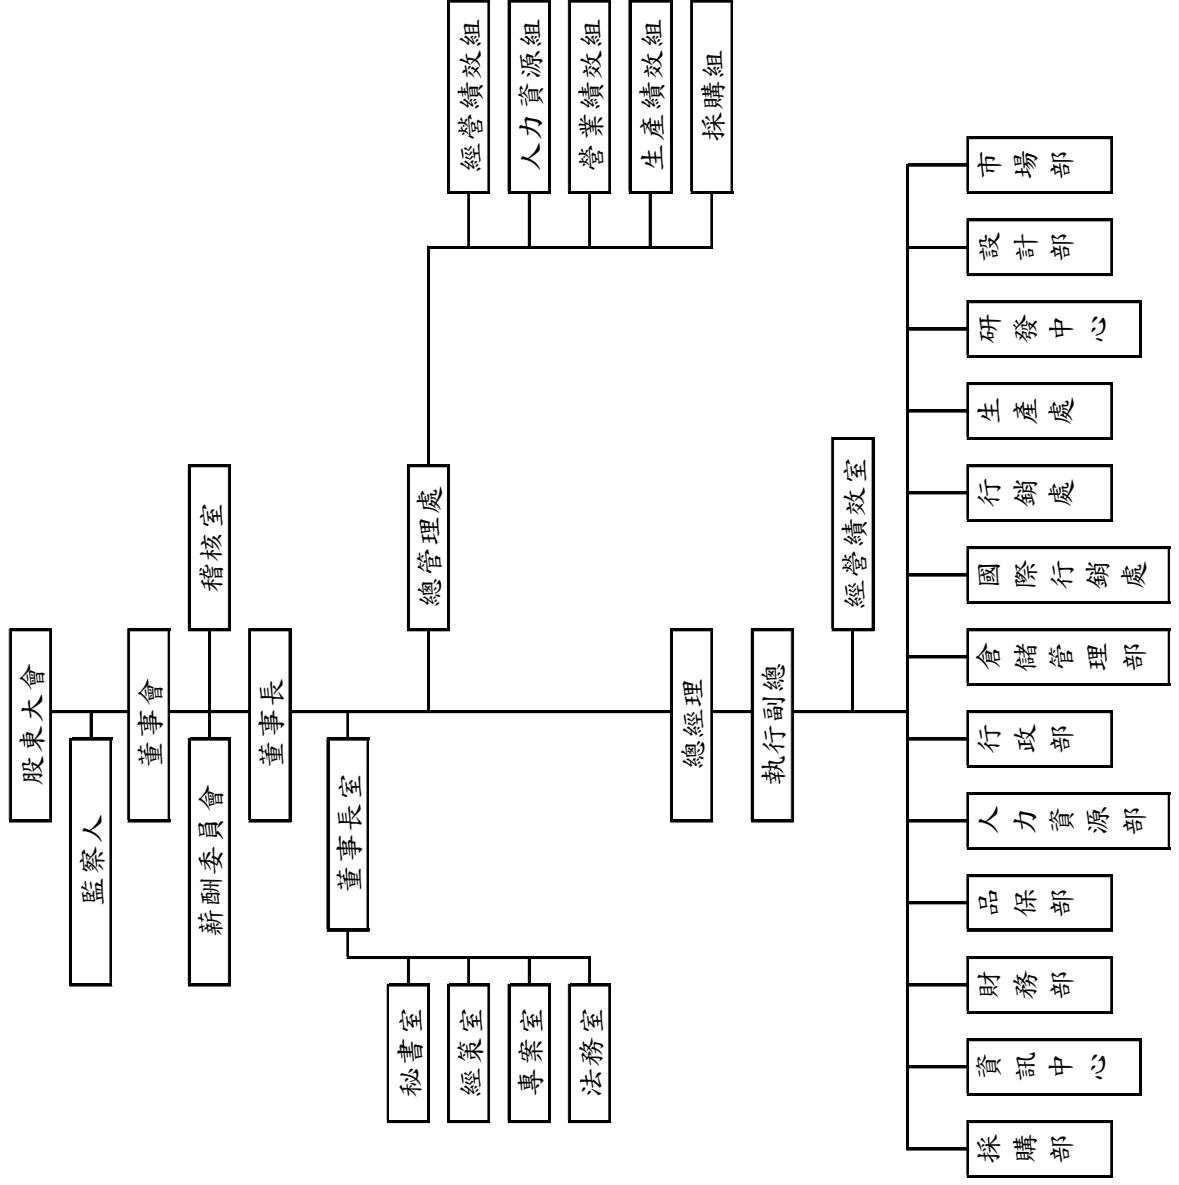 股東大會
監察人
董事會
稽核室
薪酬委員會
董事長
董事長室
秘書室
經策室
專案室
法務室
總管理處
經營績效組
人力資源組
營業績效組
生產績效組
採購組
總經理
執行副總
經營績效室
採購部
資訊中心
財務部
品保部
人力資源部
行政部
倉儲管理部
國際行銷處
行銷處
生產處
研發中心
設計部
市場部